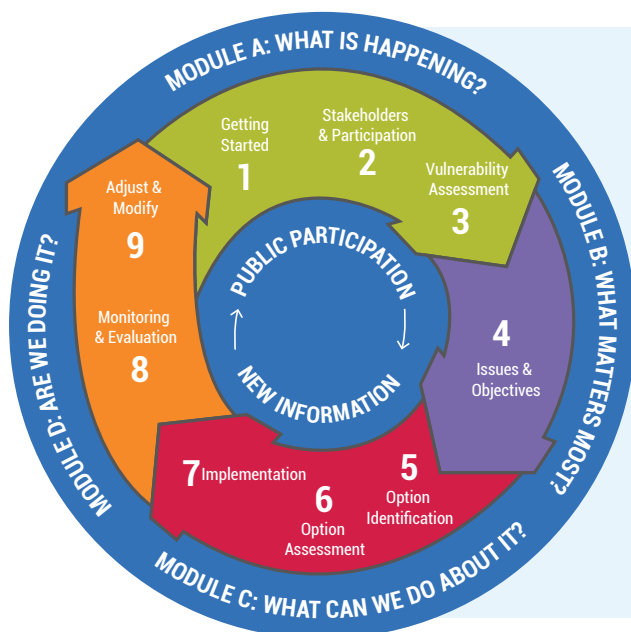 MODULE A: WHAT IS HAPPENING?
Getting
Started
1
Stakeholders
& Participation
2
Vulnerability
Assessment
3
MODULE B: WHAT MATTERS MOST?
4
Issues &
Objectives
MODULE C: WHAT CAN WE DO ABOUT IT?
5
Option
Identification
6
Option
Assessment
7 Implementation
MODULE D: ARE WE DOING IT?
Monitoring
& Evaluation
8
Adjust &
Modify
9
PUBLIC PARTICIPATION
NEW INFORMATION